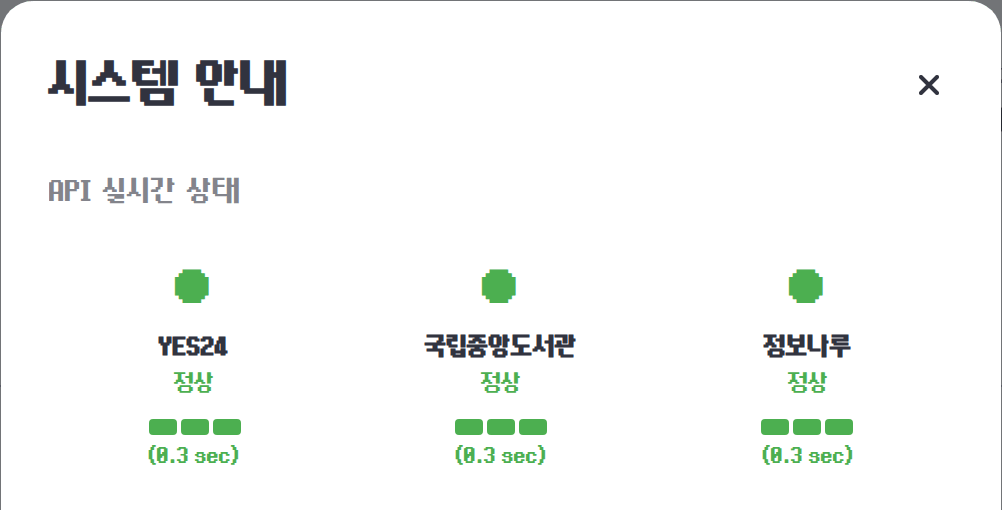 시스템 안내
API 실시간 상태
YES24
정상
(0.3 sec)
국립중앙도서관
정상
(0.3 sec)
정보나루
정상
(0.3 sec)